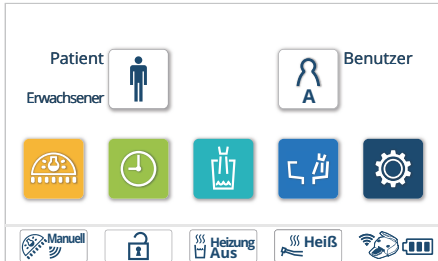 Patient
Benutzer
Erwachsener
A
Manuell
Heizung
Aus
Heiß